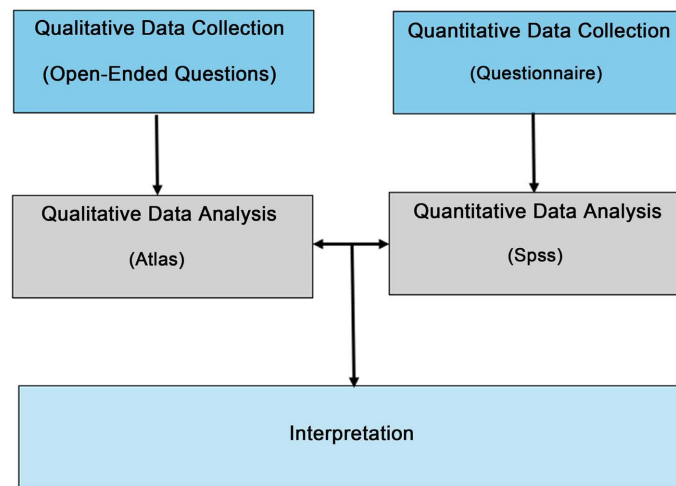 Qualitative Data Collection
(Open-Ended Questions)
Quantitative Data Collection
(Questionnaire)
Qualitative Data Analysis
(Atlas)
Quantitative Data Analysis
(Spss)
Interpretation